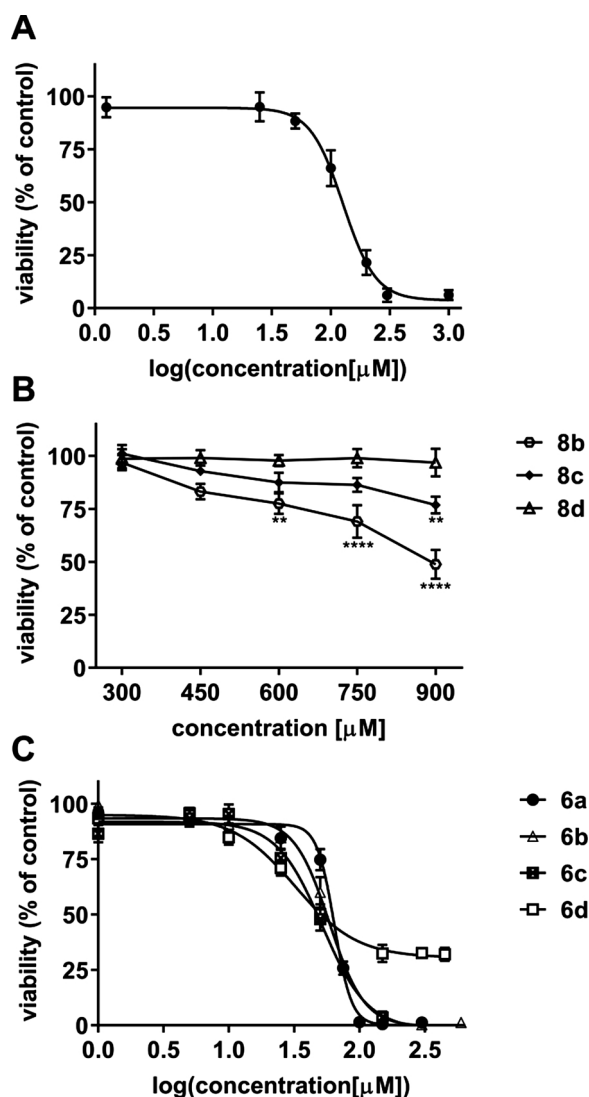 A
viability (% of control)
100
75
50
25
0
0.0 0.5 1.0 1.5 2.0 2.5 3.0
log(concentration[μM])
B
viability (% of control)
100
75
50
25
0
8b
8c
8d
** **
****
****
300 450 600 750 900
concentration [μM]
C
viability (% of control)
100
75
50
25
0
6a
6b
6c
6d
0.0 0.5 1.0 1.5 2.0 2.5
log(concentration[μM])